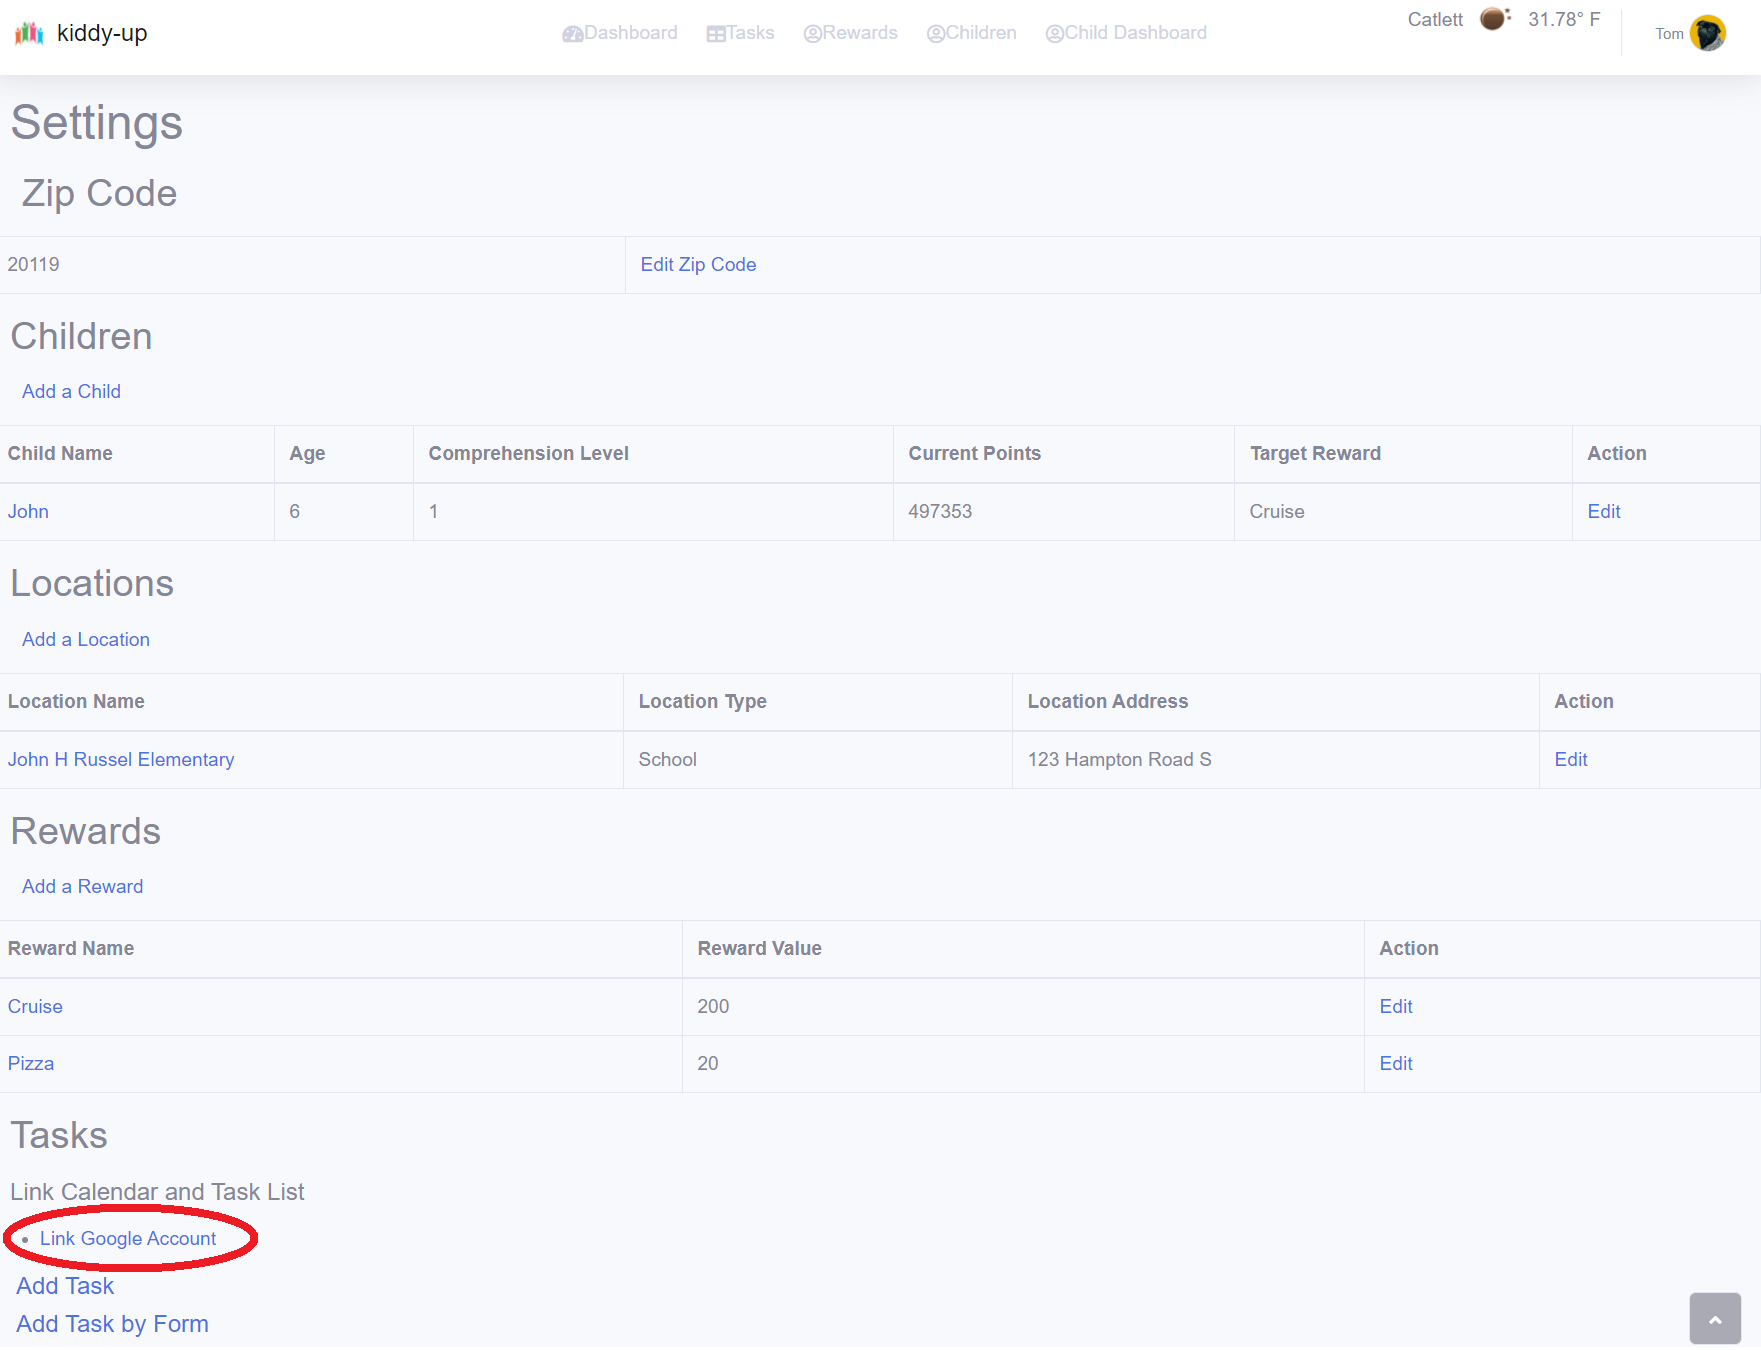 kiddy-up Dashboard Tasks Rewards Children Child Dashboard Catlett 31.78° F Tom
Settings
Zip Code
20119 Edit Zip Code
Children
Add a Child
Child Name Age Comprehension Level Current Points Target Reward Action
John 6 1 497353 Cruise Edit
Locations
Add a Location
Location Name Location Type Location Address Action
John H Russel Elementary School 123 Hampton Road S Edit
Rewards
Add a Reward
Reward Name Reward Value Action
Cruise 200 Edit
Pizza 20 Edit
Tasks
Link Calendar and Task List
Link Google Account
Add Task
Add Task by Form